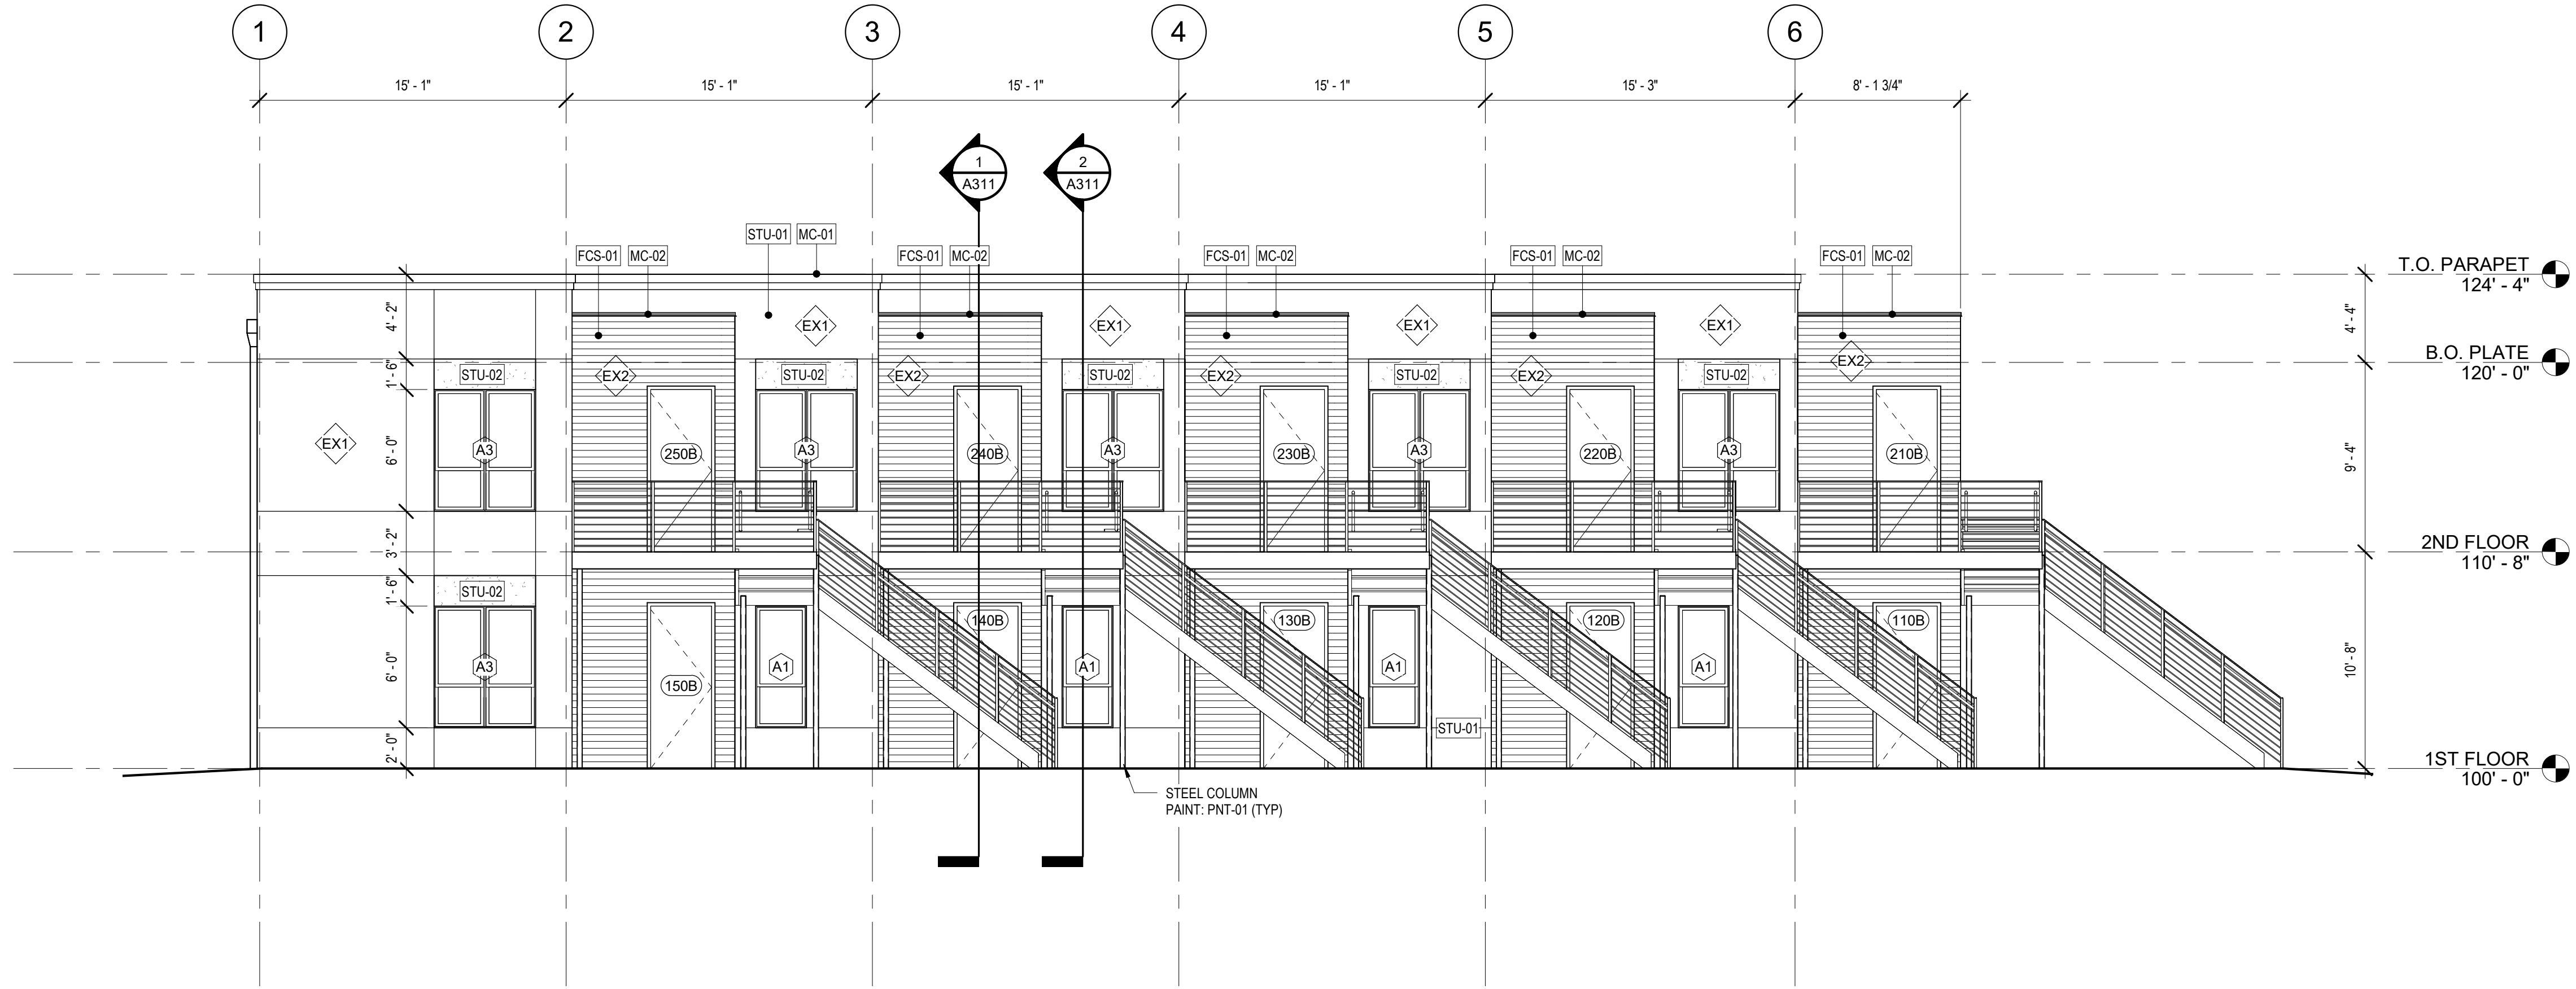 1
2
3
4
5
6
15' - 1"
15' - 1"
15' - 1"
15' - 1"
15' - 3"
8' - 1 3/4"
1
A311
2
A311
STU-01
MC-01
FCS-01
MC-02
FCS-01
MC-02
FCS-01
MC-02
FCS-01
MC-02
FCS-01
MC-02
T.O. PARAPET
124' - 4"
4' - 2"
EX1
EX1
EX1
EX1
4' - 4"
B.O. PLATE
120' - 0"
1' - 6"
STU-02
EX2
STU-02
EX2
STU-02
EX2
STU-02
EX2
STU-02
EX2
EX1
6' - 0"
A3
250B
A3
240B
A3
230B
A3
220B
A3
210B
9' - 4"
3' - 2"
2ND FLOOR
110' - 8"
1' - 6"
STU-02
140B
130B
120B
110B
6' - 0"
A3
150B
A1
A1
A1
A1
10' - 8"
STU-01
2' - 0"
1ST FLOOR
100' - 0"
STEEL COLUMN
PAINT: PNT-01 (TYP)